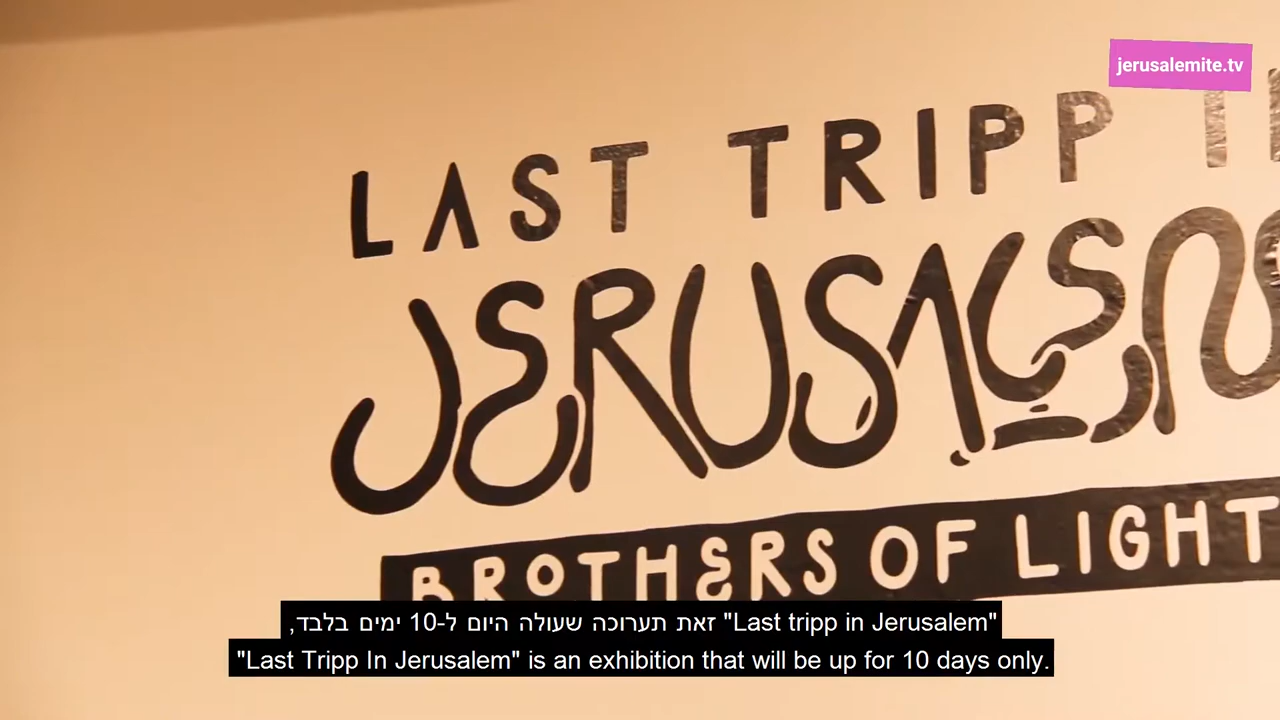 jerusalemite.tv
LAST TRIPP
JERUSALEM
BROTHERS OF LIGHT
"Last tripp in Jerusalem" זאת תערוכה שעולה היום ל-10 ימים בלבד,
"Last Tripp In Jerusalem" is an exhibition that will be up for 10 days only.